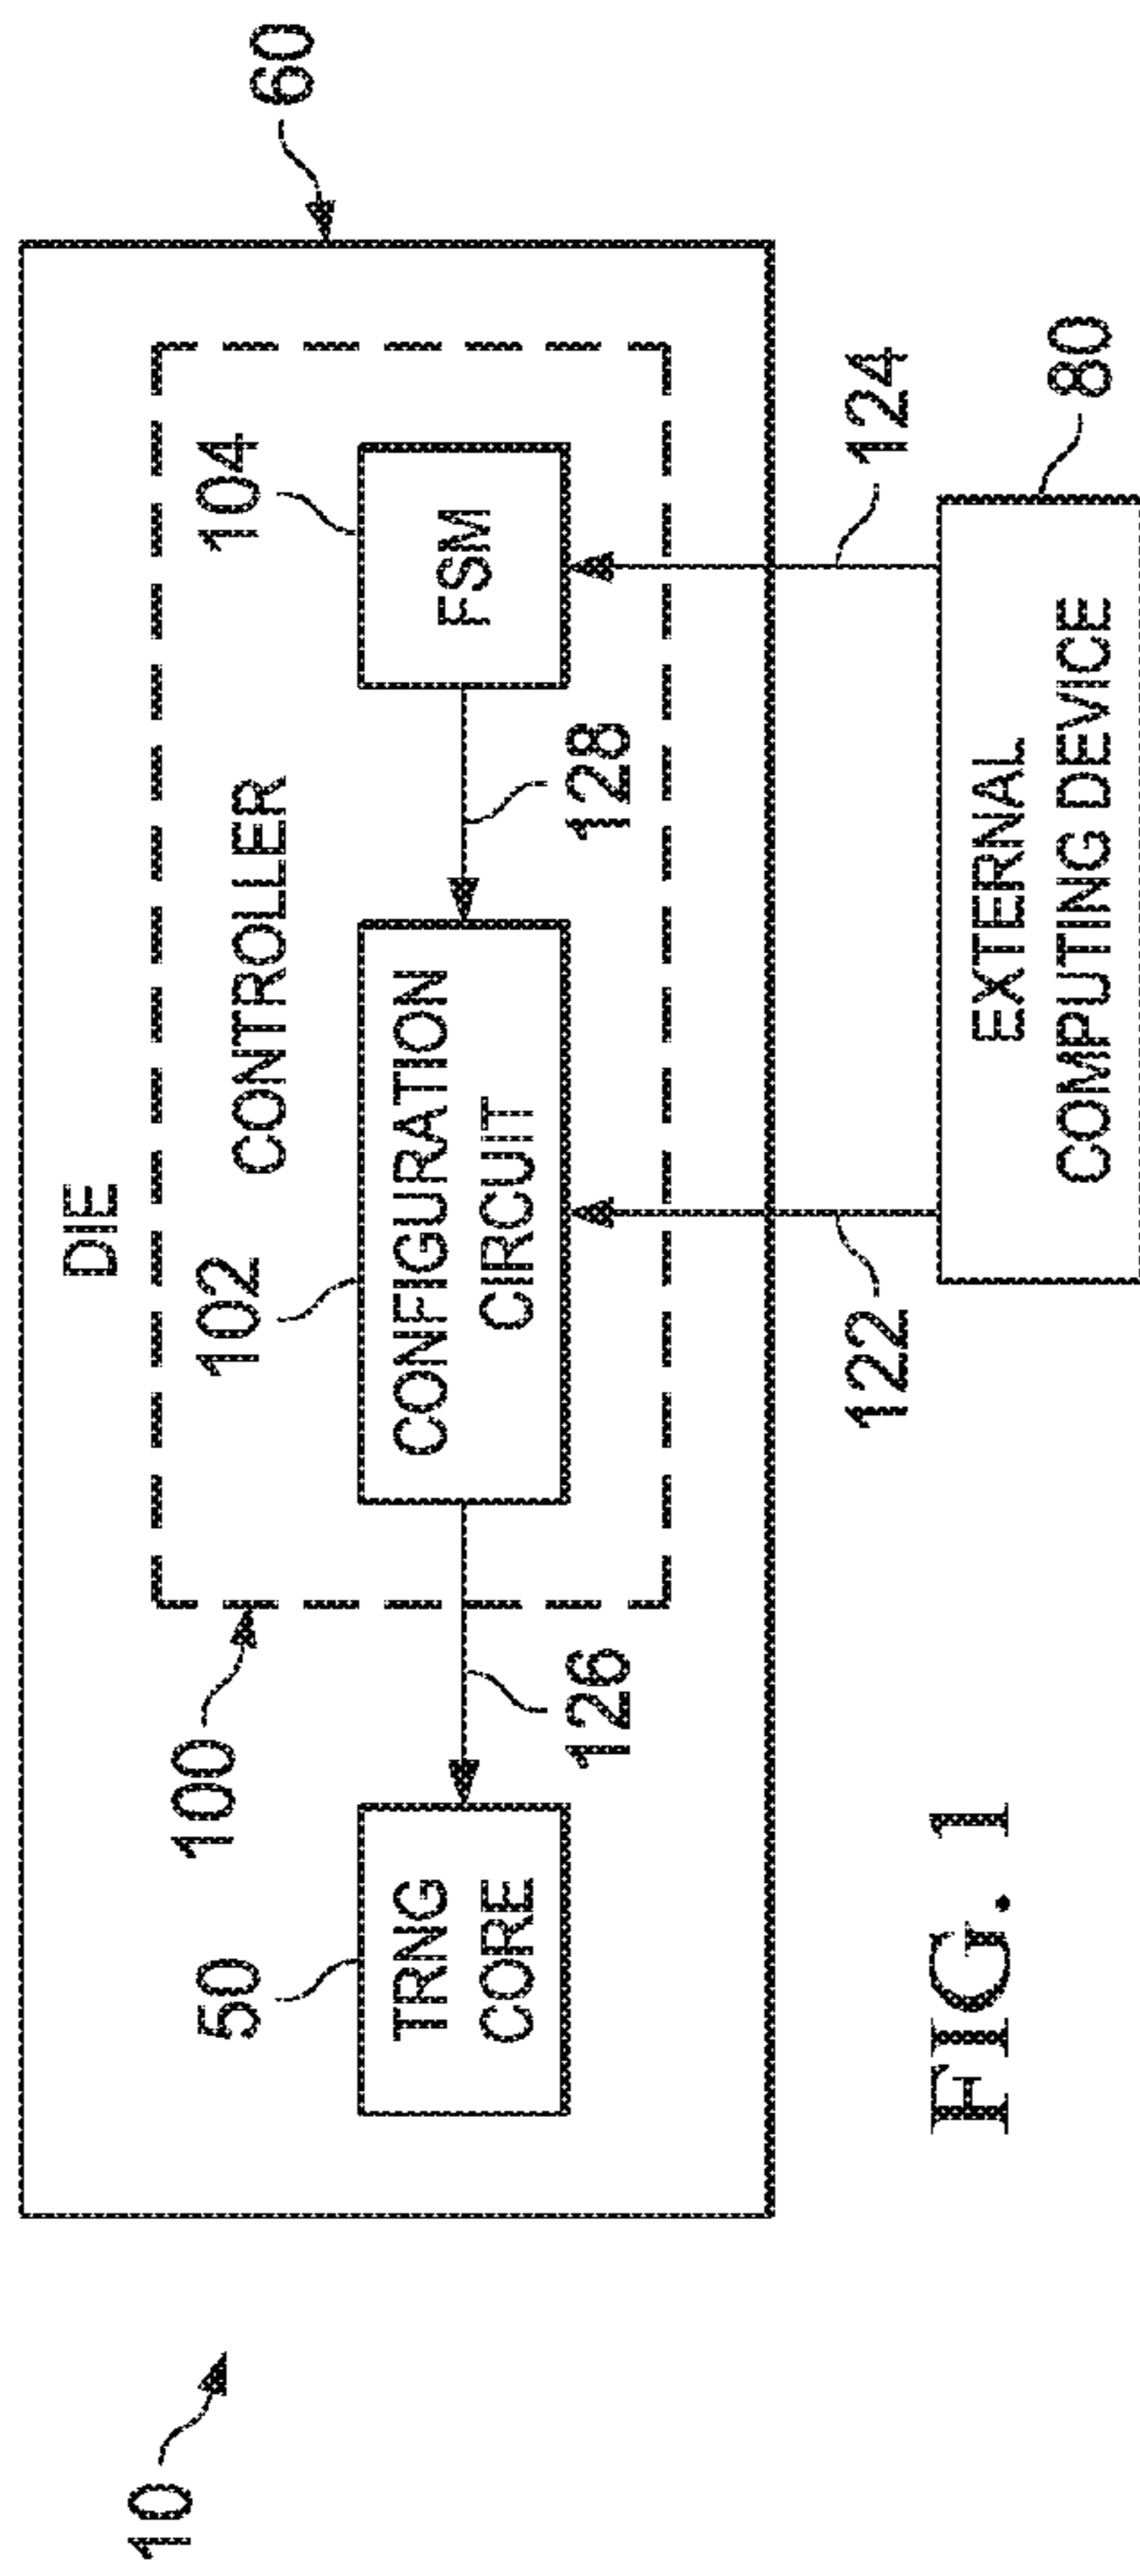 10
60
DIE
100
CONTROLLER
50
102
104
TRNG
CORE
CONFIGURATION
CIRCUIT
FSM
126
128
122
124
EXTERNAL
COMPUTING DEVICE
80
FIG. 1